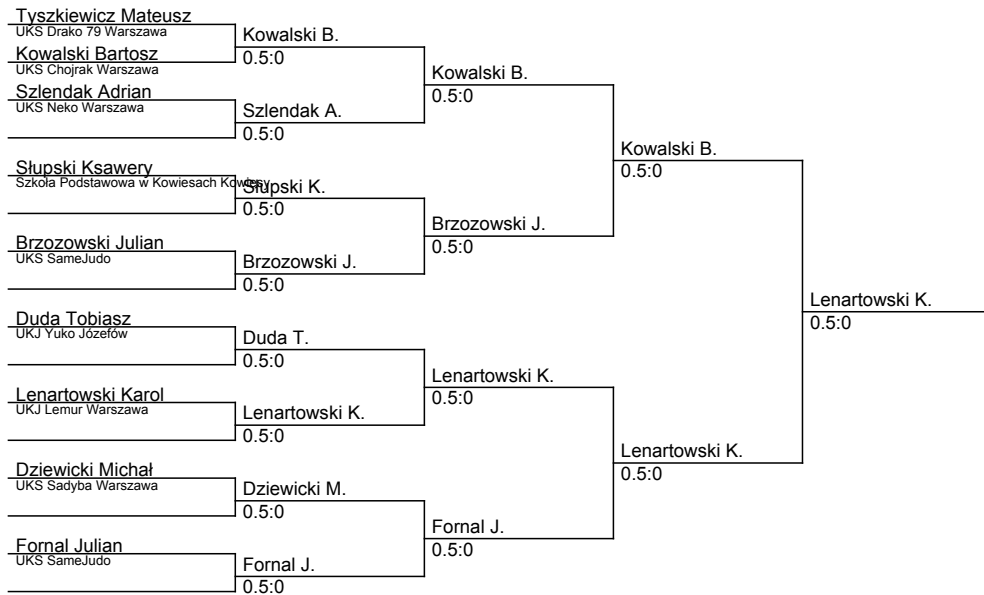 Tyszkiewicz Mateusz
UKS Drako 79 Warszawa
Kowalski Bartosz
UKS Chojrak Warszawa
Szlendak Adrian
UKS Neko Warszawa
Słupski Ksawery
Szkoła Podstawowa w Kowiesach Kowiesy
Brzozowski Julian
UKS SameJudo
Duda Tobiasz
UKJ Yuko Józefów
Lenartowski Karol
UKJ Lemur Warszawa
Dziewicki Michał
UKS Sadyba Warszawa
Fornal Julian
UKS SameJudo
Kowalski B.
0.5:0
Szlendak A.
0.5:0
Słupski K.
0.5:0
Brzozowski J.
0.5:0
Duda T.
0.5:0
Lenartowski K.
0.5:0
Dziewicki M.
0.5:0
Fornal J.
0.5:0
Kowalski B.
0.5:0
Brzozowski J.
0.5:0
Lenartowski K.
0.5:0
Fornal J.
0.5:0
Kowalski B.
0.5:0
Lenartowski K.
0.5:0
Lenartowski K.
0.5:0